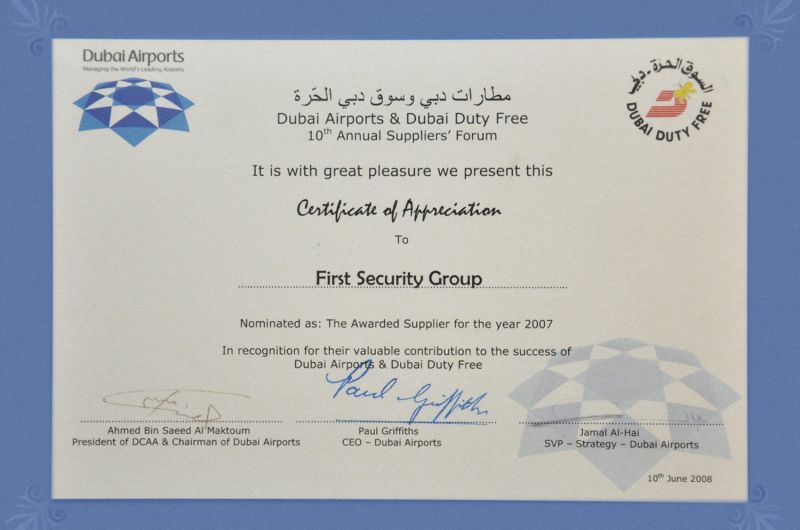 Dubai Airports
Managing the World's Leading Airports
السوق الحرة - دبي
DUBAI DUTY FREE
مطارات دبي وسوق دبي الحّرة
Dubai Airports & Dubai Duty Free
10th Annual Suppliers' Forum
It is with great pleasure we present this
Certificate of Appreciation
To
First Security Group
Nominated as: The Awarded Supplier for the year 2007
In recognition for their valuable contribution to the success of
Dubai Airports & Dubai Duty Free
Paul Griffiths
Ahmed Bin Saeed Al Maktoum
President of DCAA & Chairman of Dubai Airports
Paul Griffiths
CEO – Dubai Airports
Jamal Al-Hai
SVP – Strategy – Dubai Airports
10th June 2008